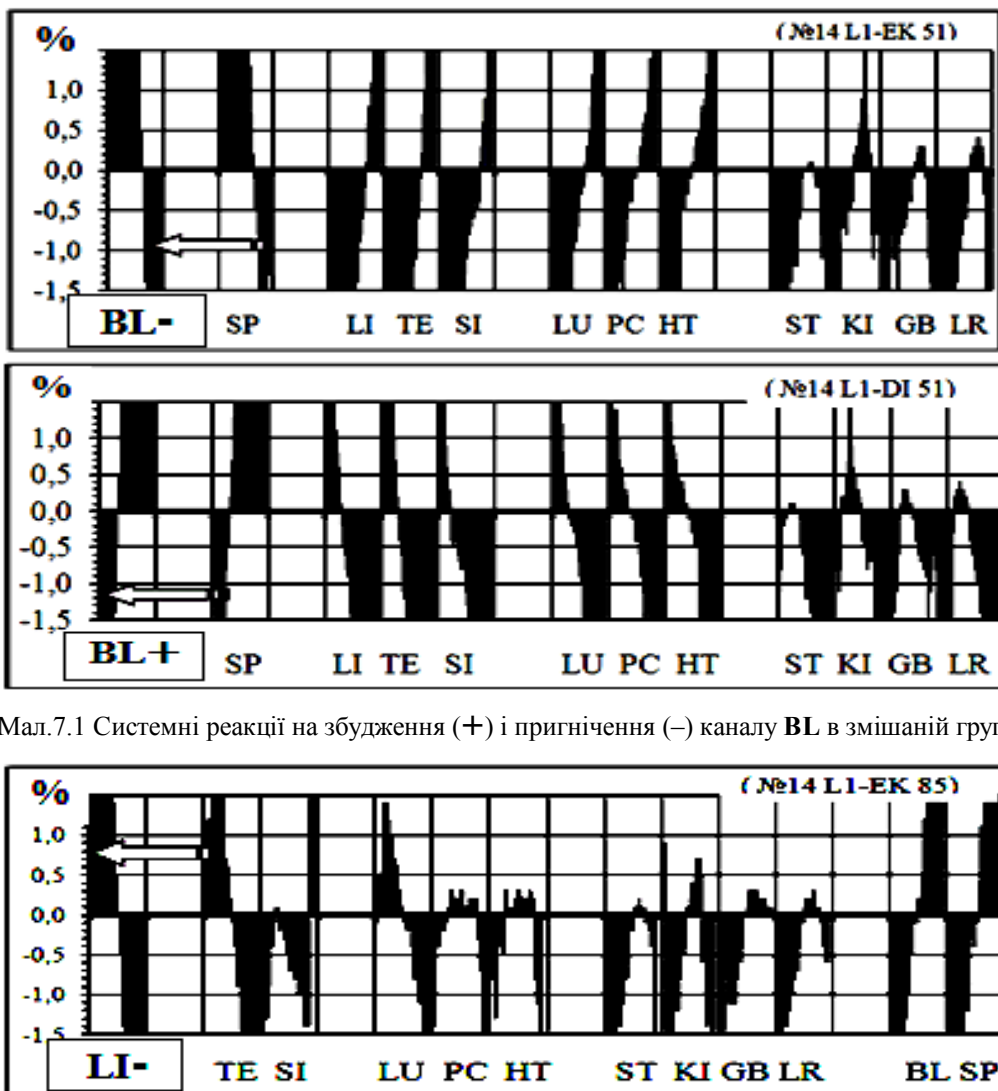 % (№14 L1-EK 51)
1,0
0,5
0,0
-0,5
-1,0
-1,5
BL- SP LI TE SI LU PC HT ST KI GB LR
% (№14 L1-DI 51)
1,0
0,5
0,0
-0,5
-1,0
-1,5
BL+ SP LI TE SI LU PC HT ST KI GB LR
Мал.7.1 Системні реакції на збудження (+) і пригнічення (–) каналу BL в змішаній
% (№14 L1-EK 85)
1,0
0,5
0,0
-0,5
-1,0
-1,5
LI- TE SI LU PC HT ST KI GB LR BL SP